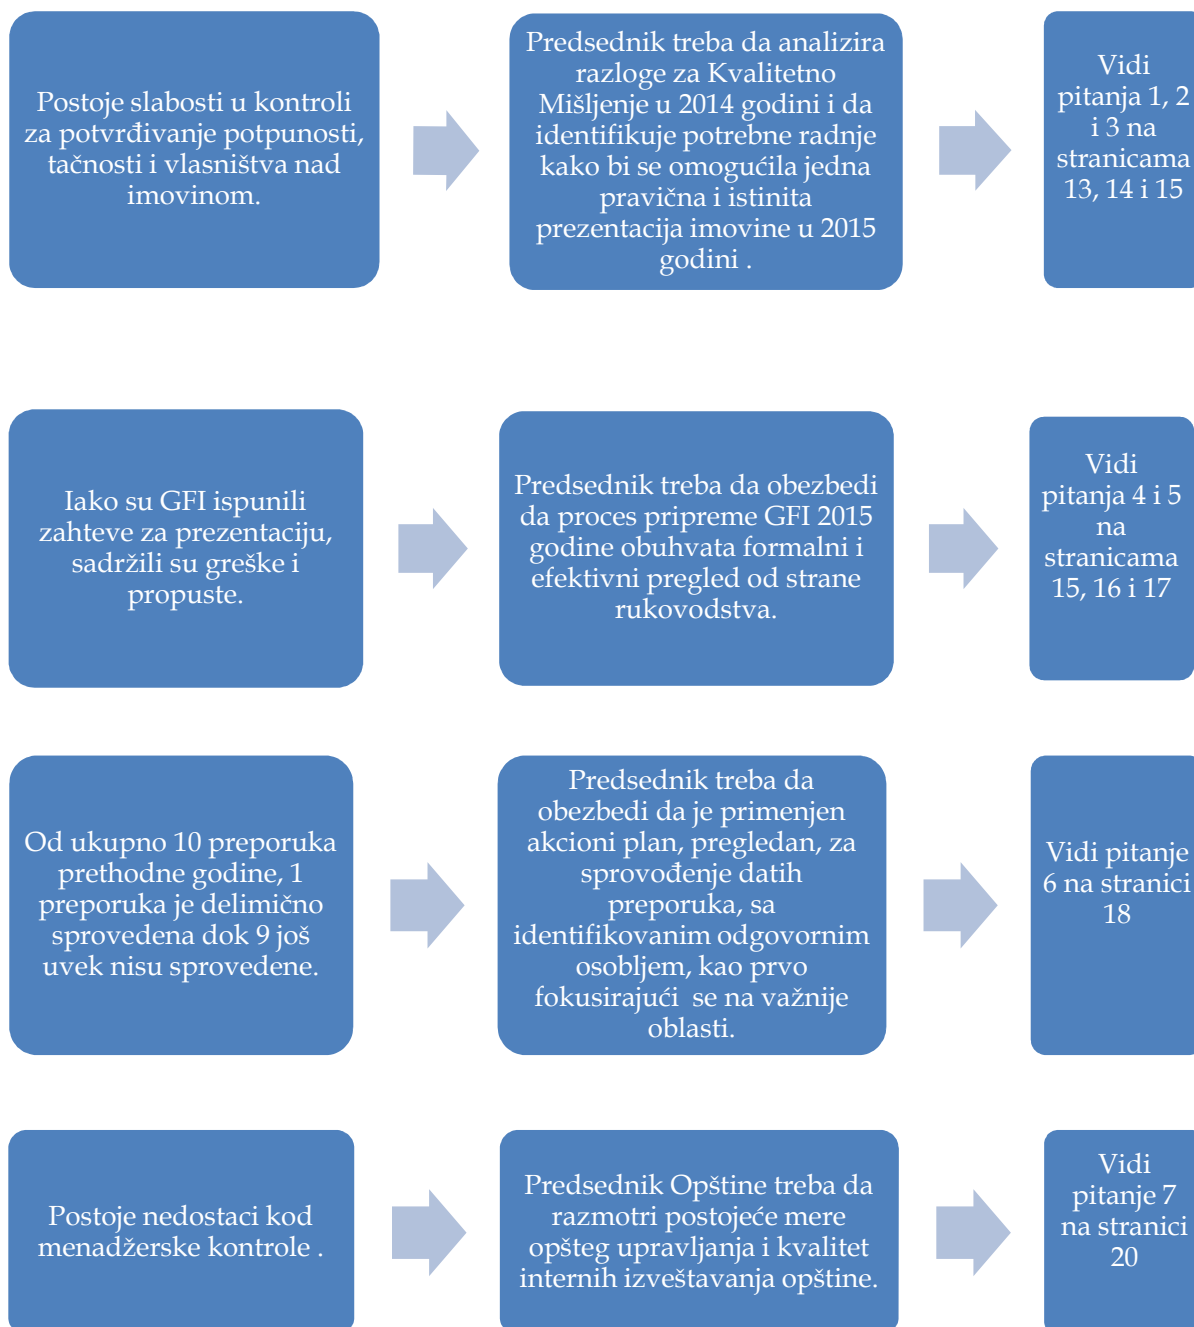 Postoje slabosti u kontroli
za potvrđivanje potpunosti,
tačnosti i vlasništva nad
imovinom.
Predsednik treba da analizira
razloge za Kvalitetno
Mišljenje u 2014 godini i da
identifikuje potrebne radnje
kako bi se omogućila jedna
pravična i istinita
prezentacija imovine u 2015
godini .
Vidi
pitanja 1, 2
i 3 na
stranicama
13, 14 i 15
Iako su GFI ispunili
zahteve za prezentaciju,
sadržili su greške i
propuste.
Predsednik treba da obezbedi
da proces pripreme GFI 2015
godine obuhvata formalni i
efektivni pregled od strane
rukovodstva.
Vidi
pitanja 4 i 5
na
stranicama
15, 16 i 17
Od ukupno 10 preporuka
prethodne godine, 1
preporuka je delimično
sprovedena dok 9 još
uvek nisu sprovedene.
Predsednik treba da
obezbedi da je primenjen
akcioni plan, pregledan, za
sprovođenje datih
preporuka, sa
identifikovanim odgovornim
osobljem, kao prvo
fokusirajući se na važnije
oblasti.
Vidi pitanje
6 na stranici
18
Postoje nedostaci kod
menadžerske kontrole .
Predsednik Opštine treba da
razmotri postojeće mere
opšteg upravljanja i kvalitet
internih izveštavanja opštine.
Vidi
pitanje 7
na stranici
20